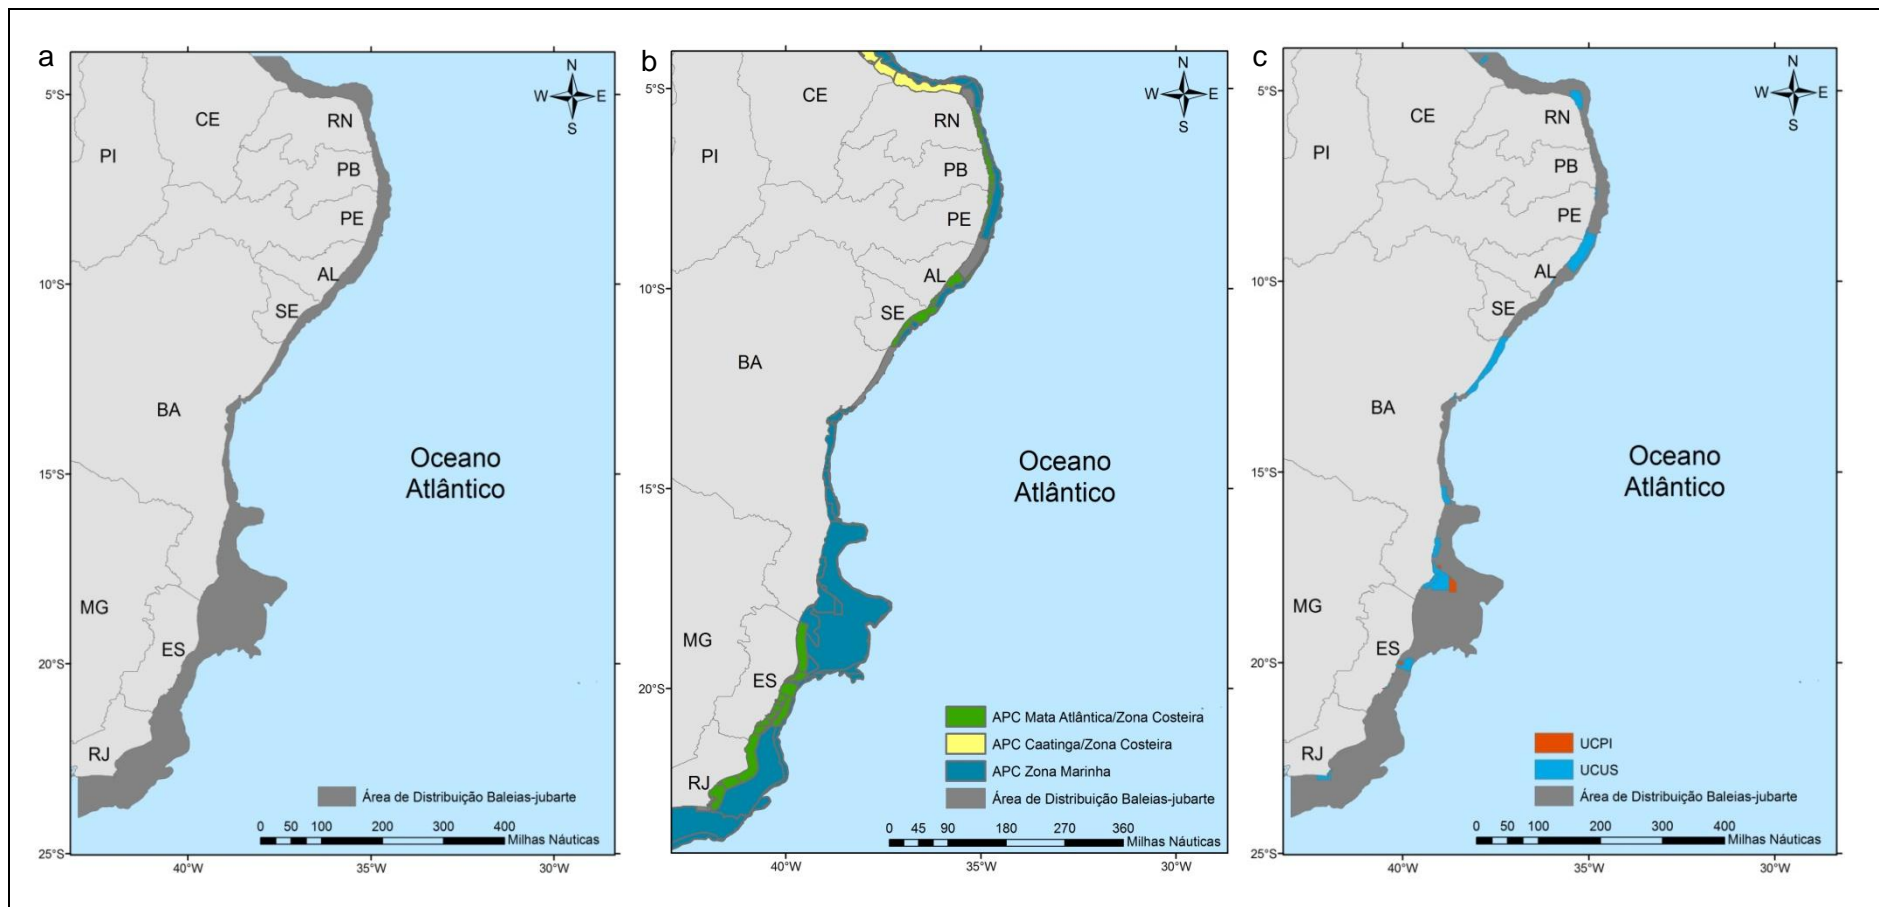 a
N
W E
S
5°S
10°S
15°S
20°S
25°S
40°W
35°W
30°W
CE
RN
PI
PB
PE
AL
SE
BA
MG
ES
RJ
Oceano
Atlântico
Área de Distribuição Baleias-jubarte
0 50 100 200 300 400
Milhas Náuticas
b
N
W E
S
5°S
10°S
15°S
20°S
40°W
35°W
30°W
CE
RN
PI
PB
PE
AL
SE
BA
MG
ES
RJ
Oceano
Atlântico
APC Mata Atlântica/Zona Costeira
APC Caatinga/Zona Costeira
APC Zona Marinha
Área de Distribuição Baleias-jubarte
0 45 90 180 270 360
Milhas Náuticas
c
N
W E
S
5°S
10°S
15°S
20°S
25°S
40°W
35°W
30°W
CE
RN
PI
PB
PE
AL
SE
BA
MG
ES
RJ
Oceano
Atlântico
UCPI
UCUS
Área de Distribuição Baleias-jubarte
0 50 100 200 300 400
Milhas Náuticas